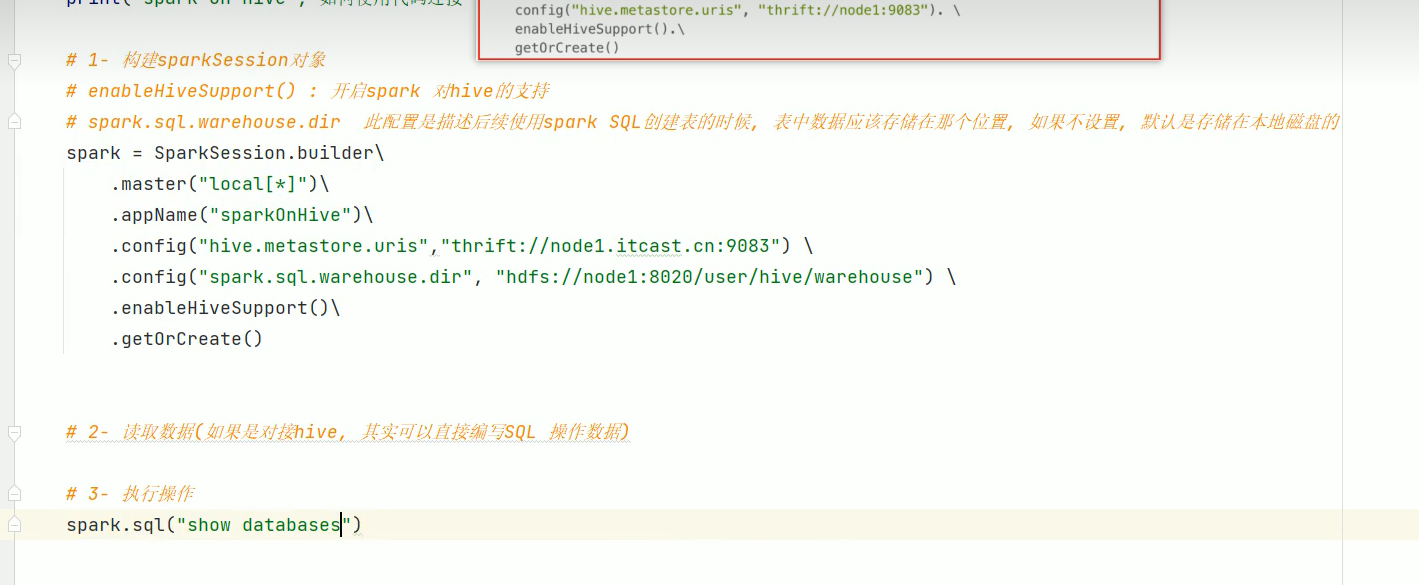 print("spark on hive , 如何使用代码连接
config("hive.metastore.uris", "thrift://node1:9083"). \
enableHiveSupport().\
getOrCreate()
# 1- 构建sparkSession对象
# enableHiveSupport() : 开启spark 对hive的支持
# spark.sql.warehouse.dir 此配置是描述后续使用spark SQL创建表的时候, 表中数据应该存储在那个位置, 如果不设置, 默认是存储在本地磁盘的
spark = SparkSession.builder\
.master("local[*]")\
.appName("sparkOnHive")\
.config("hive.metastore.uris","thrift://node1.itcast.cn:9083") \
.config("spark.sql.warehouse.dir", "hdfs://node1:8020/user/hive/warehouse") \
.enableHiveSupport()\
.getOrCreate()
# 2- 读取数据(如果是对接hive, 其实可以直接编写SQL 操作数据)
# 3- 执行操作
spark.sql("show databases")